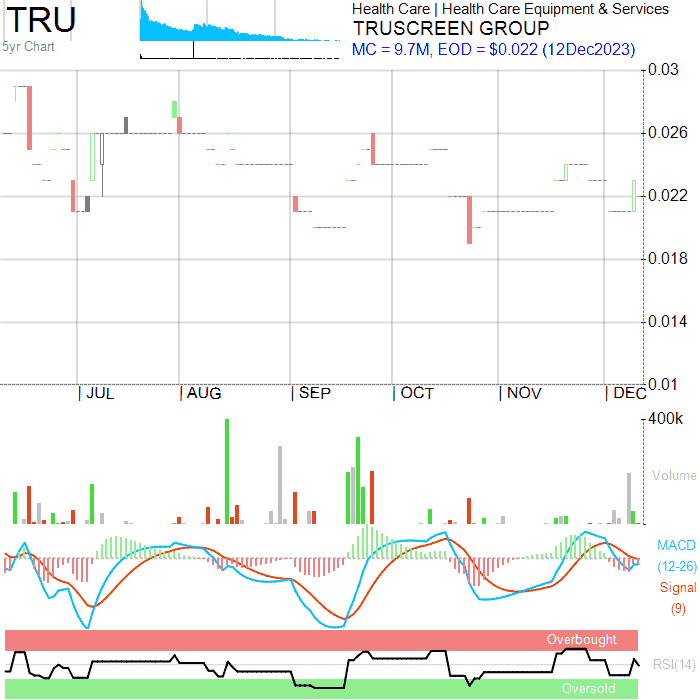 TRU
5yr Chart
Health Care | Health Care Equipment & Services
TRUSCREEN GROUP
MC = 9.7M, EOD = $0.022 (12Dec2023)
0.03
0.026
0.022
0.018
0.014
0.01
| JUL | AUG | SEP | OCT | NOV | DEC
400k
Volume
MACD
(12-26)
Signal
(9)
Overbought
RSI(14)
Oversold